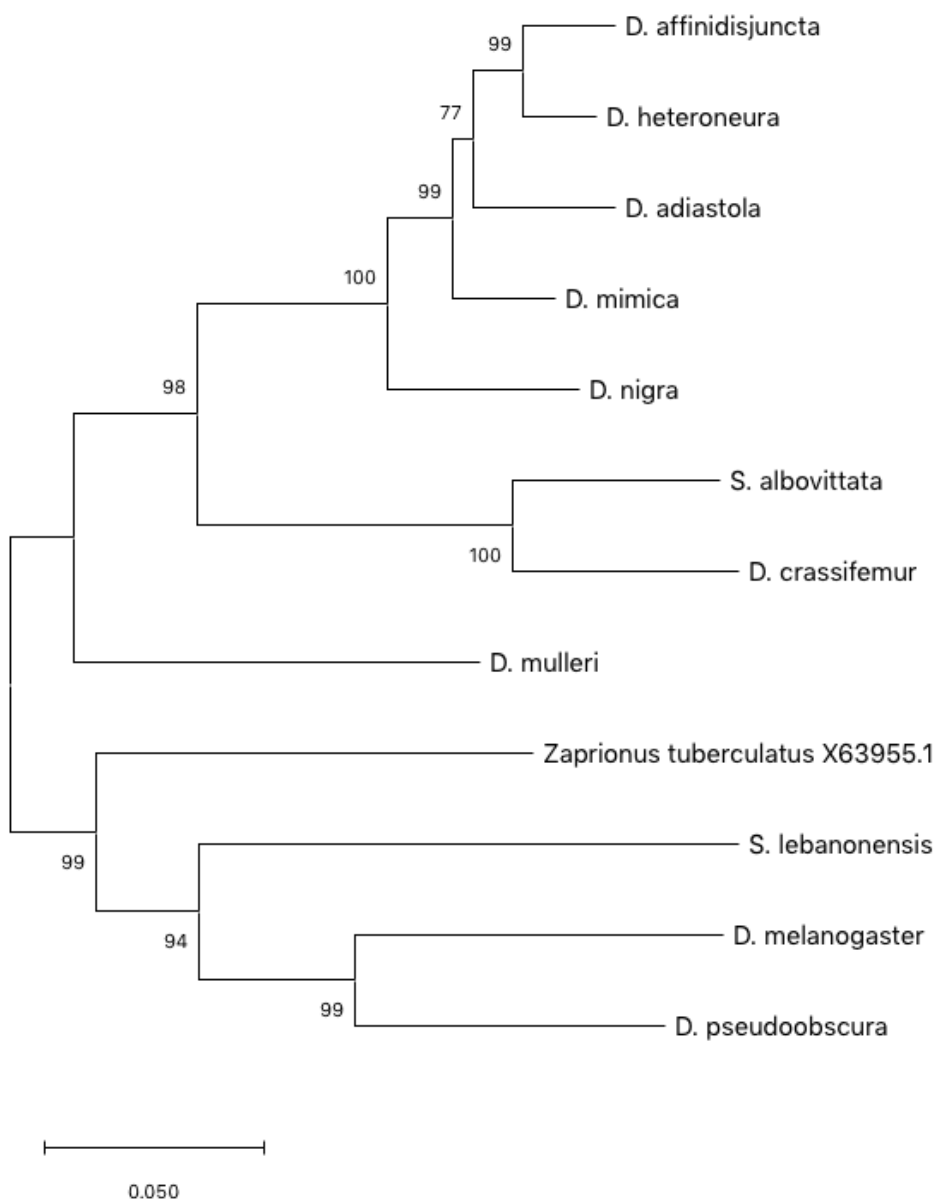 D. affinidisjuncta
99
D. heteroneura
77
D. adiastola
99
D. mimica
100
D. nigra
98
S. albovittata
100
D. crassifemur
D. mulleri
Zaprionus tuberculatus X63955.1
99
S. lebanonensis
94
D. melanogaster
99
D. pseudoobscura
0.050